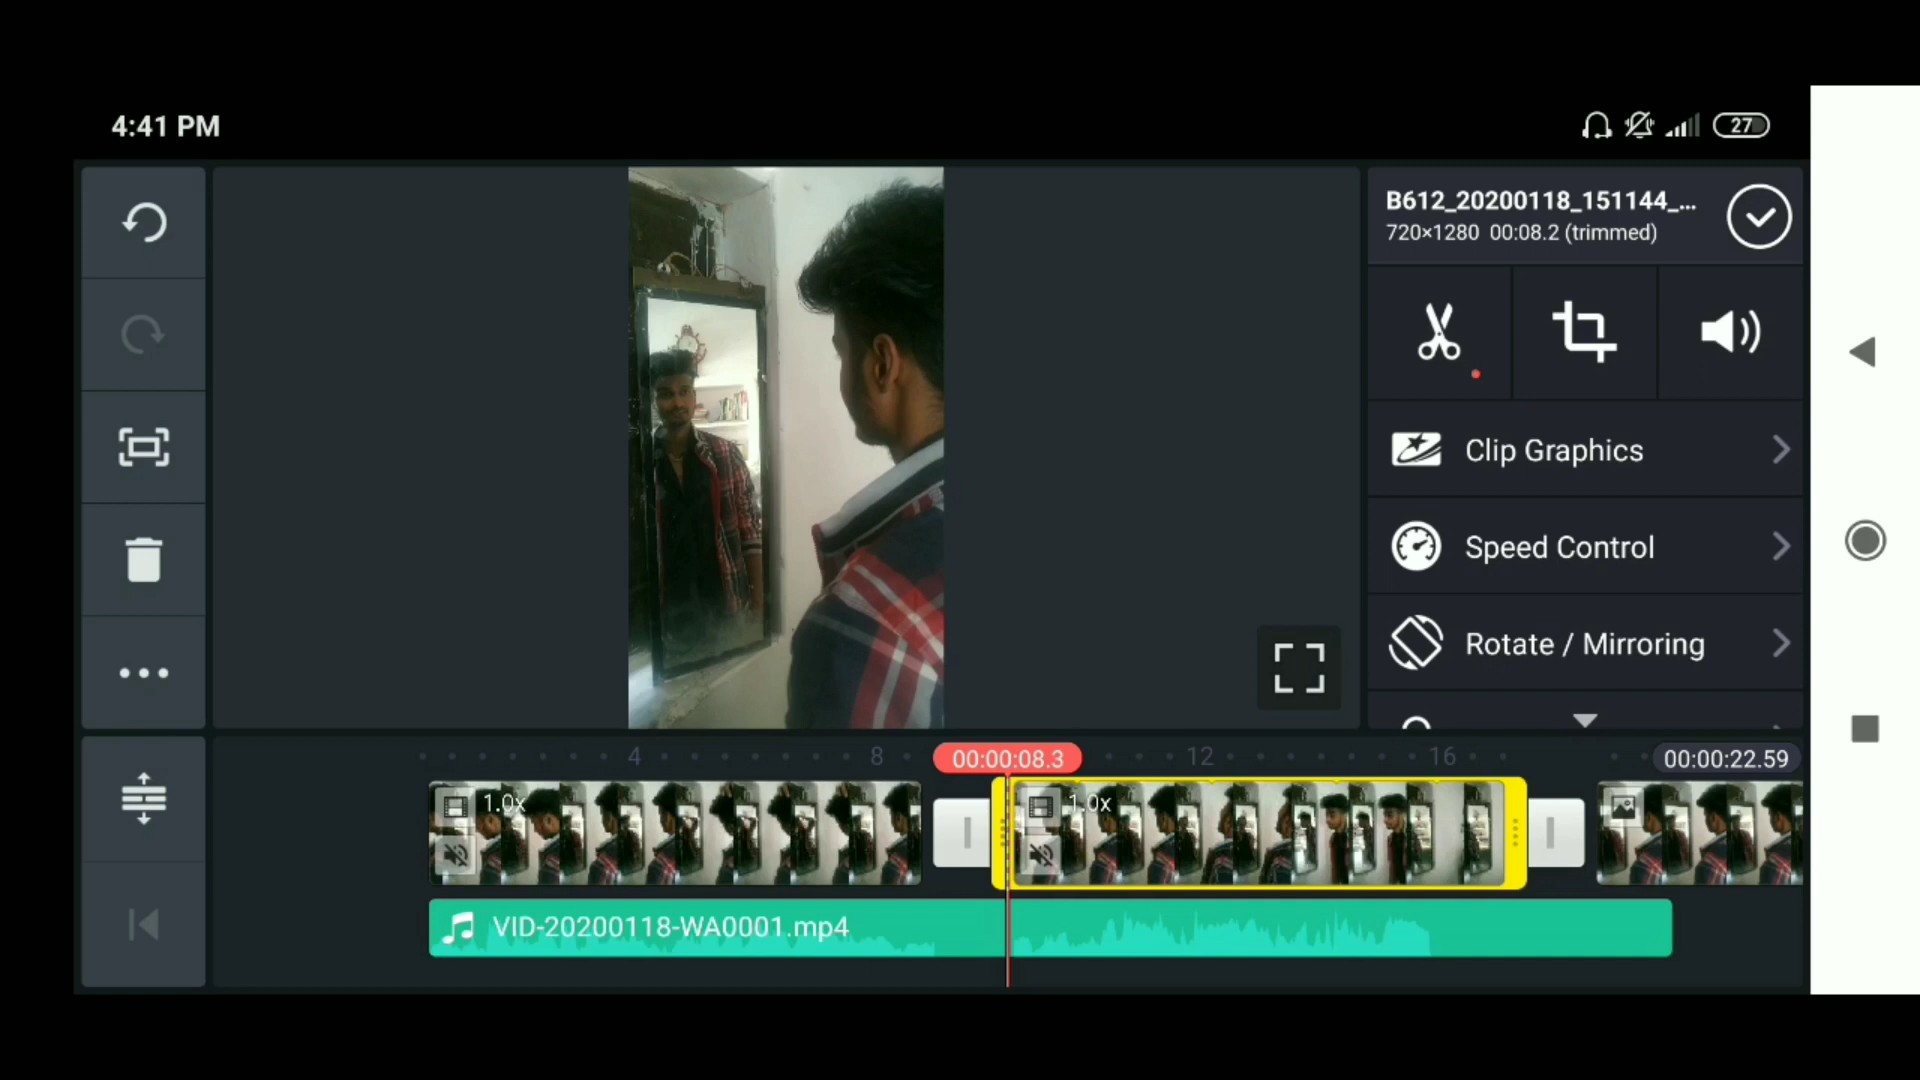 4:41 PM
27
B612_20200118_151144_...
720×1280 00:08.2 (trimmed)
Clip Graphics
Speed Control
Rotate / Mirroring
4
8
00:00:08.3
12
16
00:00:22.59
1.0x
1.0x
VID-20200118-WA0001.mp4